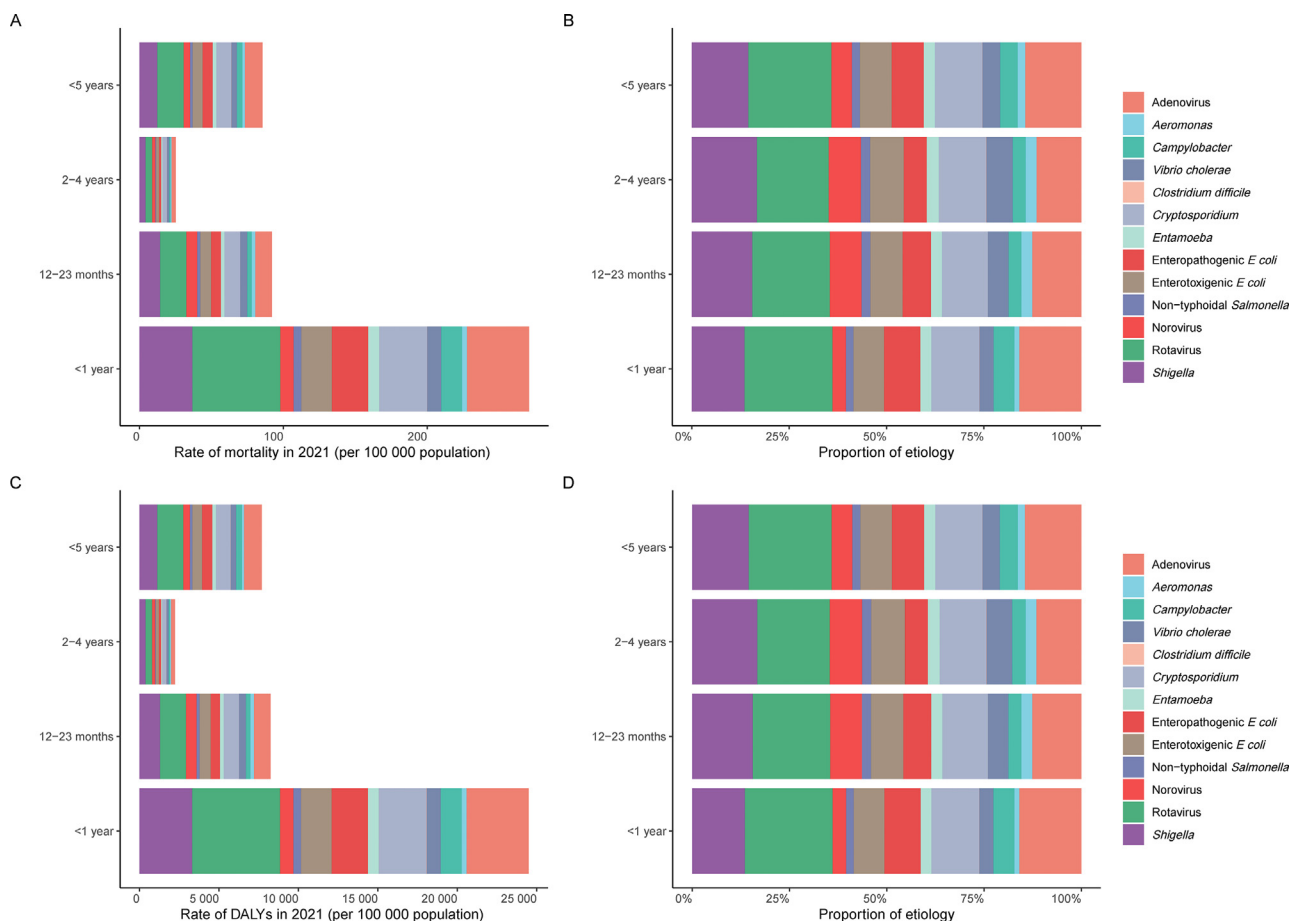 A
<5 years
2−4 years
12−23 months
<1 year
0
100
200
Rate of mortality in 2021 (per 100 000 population)
B
<5 years
2−4 years
12−23 months
<1 year
0%
25%
50%
75%
100%
Proportion of etiology
Adenovirus
Aeromonas
Campylobacter
Vibrio cholerae
Clostridium difficile
Cryptosporidium
Entamoeba
Enteropathogenic E coli
Enterotoxigenic E coli
Non−typhoidal Salmonella
Norovirus
Rotavirus
Shigella
C
<5 years
2−4 years
12−23 months
<1 year
0
5 000
10 000
15 000
20 000
25 000
Rate of DALYs in 2021 (per 100 000 population)
D
<5 years
2−4 years
12−23 months
<1 year
0%
25%
50%
75%
100%
Proportion of etiology
Adenovirus
Aeromonas
Campylobacter
Vibrio cholerae
Clostridium difficile
Cryptosporidium
Entamoeba
Enteropathogenic E coli
Enterotoxigenic E coli
Non−typhoidal Salmonella
Norovirus
Rotavirus
Shigella